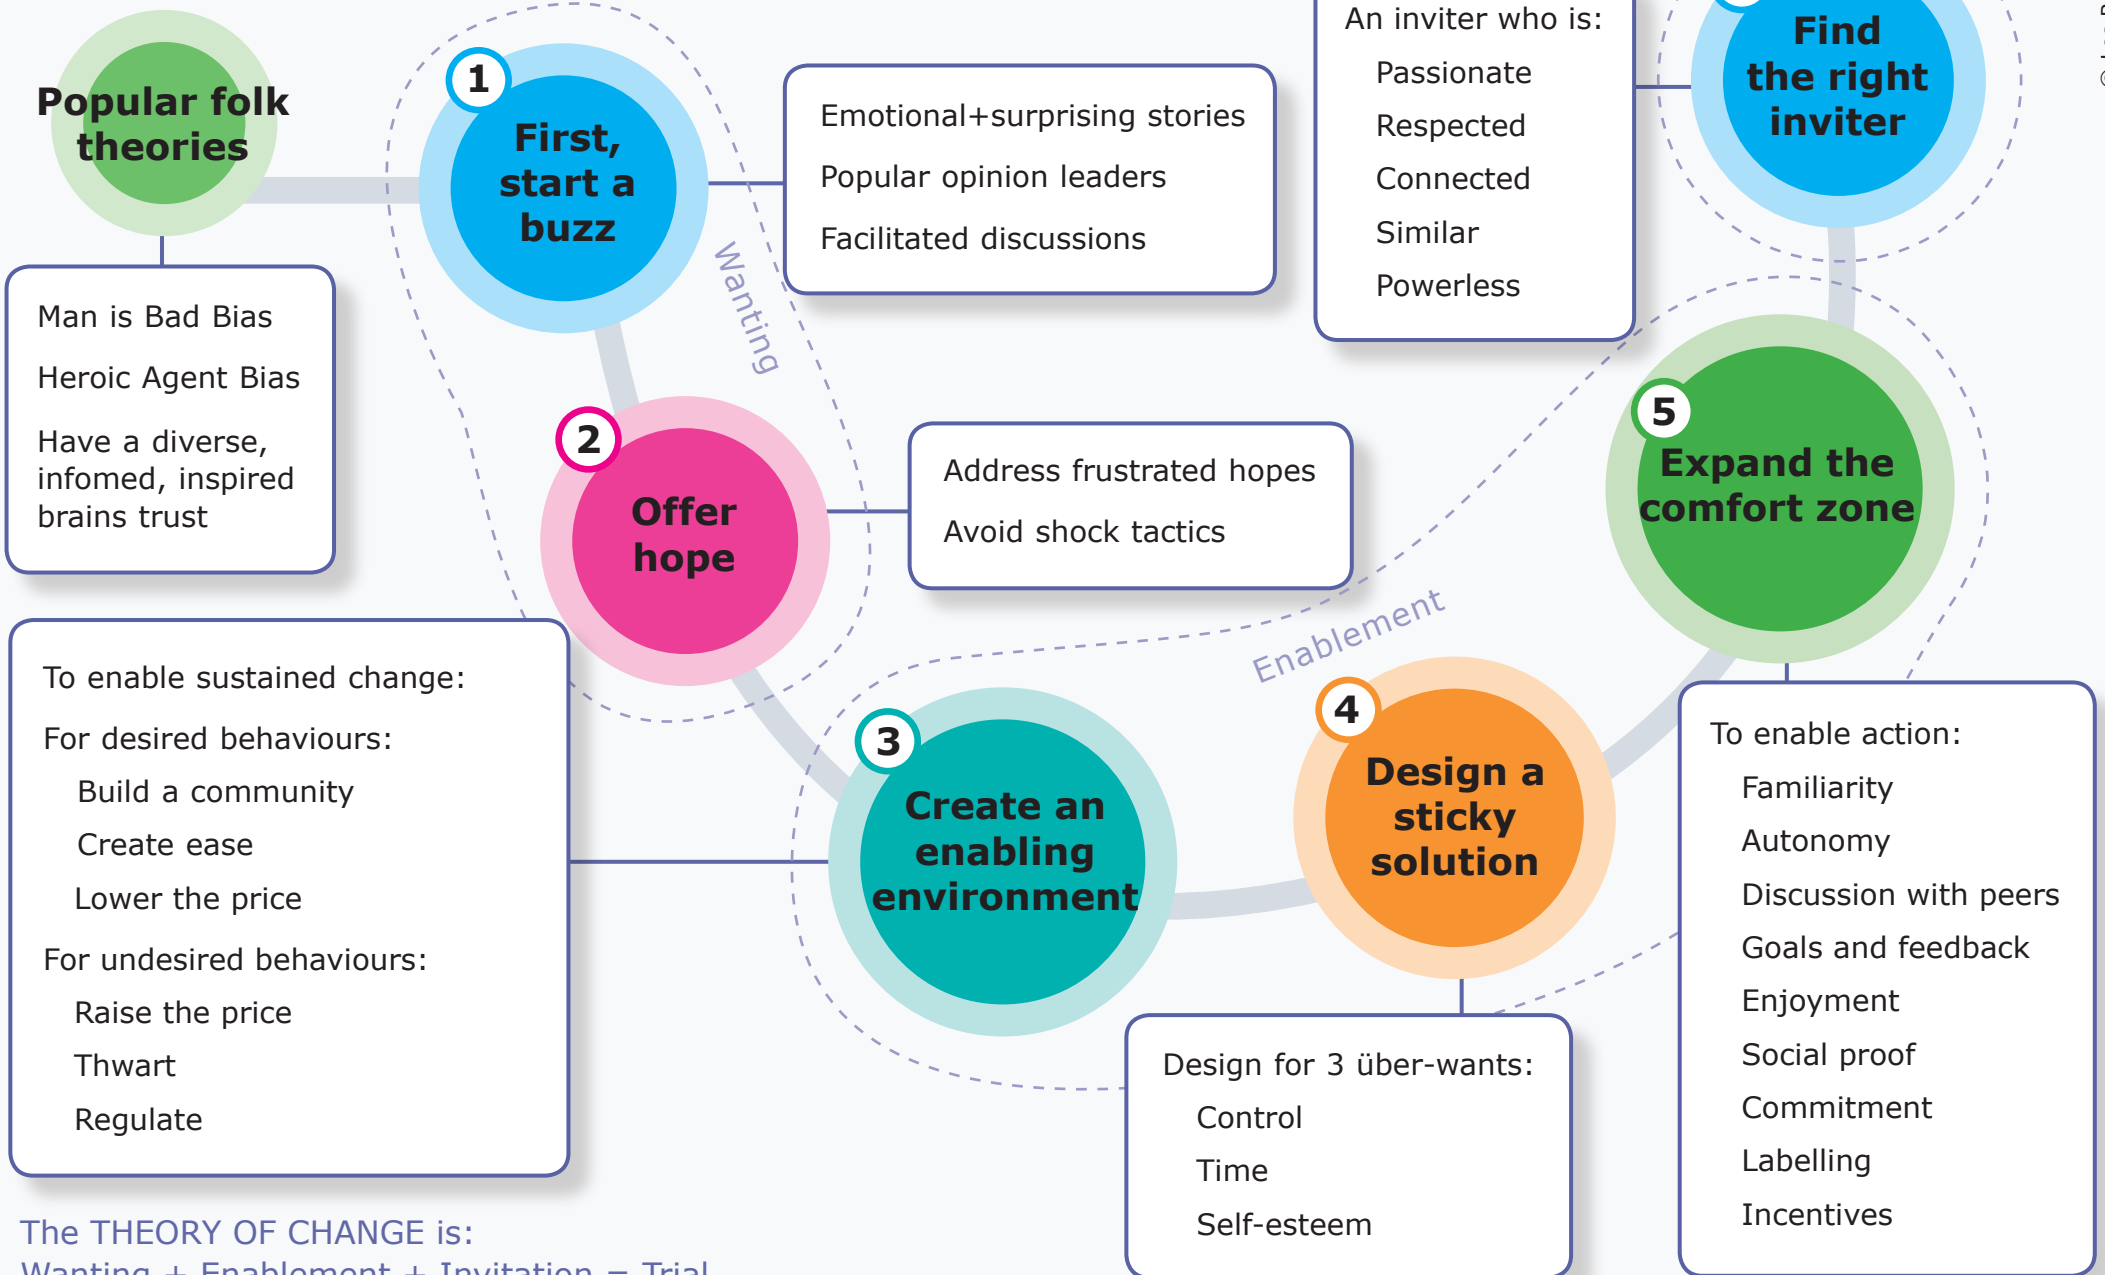 Popular folk
theories
Man is Bad Bias
Heroic Agent Bias
Have a diverse,
infomed, inspired
brains trust
1
First,
start a
buzz
Emotional+surprising stories
Popular opinion leaders
Facilitated discussions
Wanting
2
Offer
hope
Address frustrated hopes
Avoid shock tactics
3
Create an
enabling
environment
To enable sustained change:
For desired behaviours:
Build a community
Create ease
Lower the price
For undesired behaviours:
Raise the price
Thwart
Regulate
Enablement
4
Design a
sticky
solution
Design for 3 über-wants:
Control
Time
Self-esteem
5
Expand the
comfort zone
To enable action:
Familiarity
Autonomy
Discussion with peers
Goals and feedback
Enjoyment
Social proof
Commitment
Labelling
Incentives
Find
the right
inviter
An inviter who is:
Passionate
Respected
Connected
Similar
Powerless
The THEORY OF CHANGE is:
Wanting + Enablement + Invitation = Trial